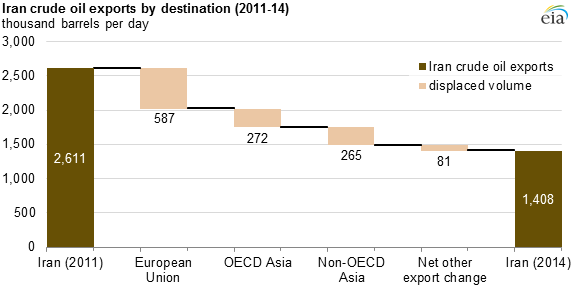 Iran crude oil exports by destination (2011-14)
thousand barrels per day
eia
3,000
2,500
2,000
1,500
1,000
500
0
Iran crude oil exports
displaced volume
2,611
587
272
265
81
1,408
Iran (2011)
European
Union
OECD Asia
Non-OECD
Asia
Net other
export change
Iran (2014)